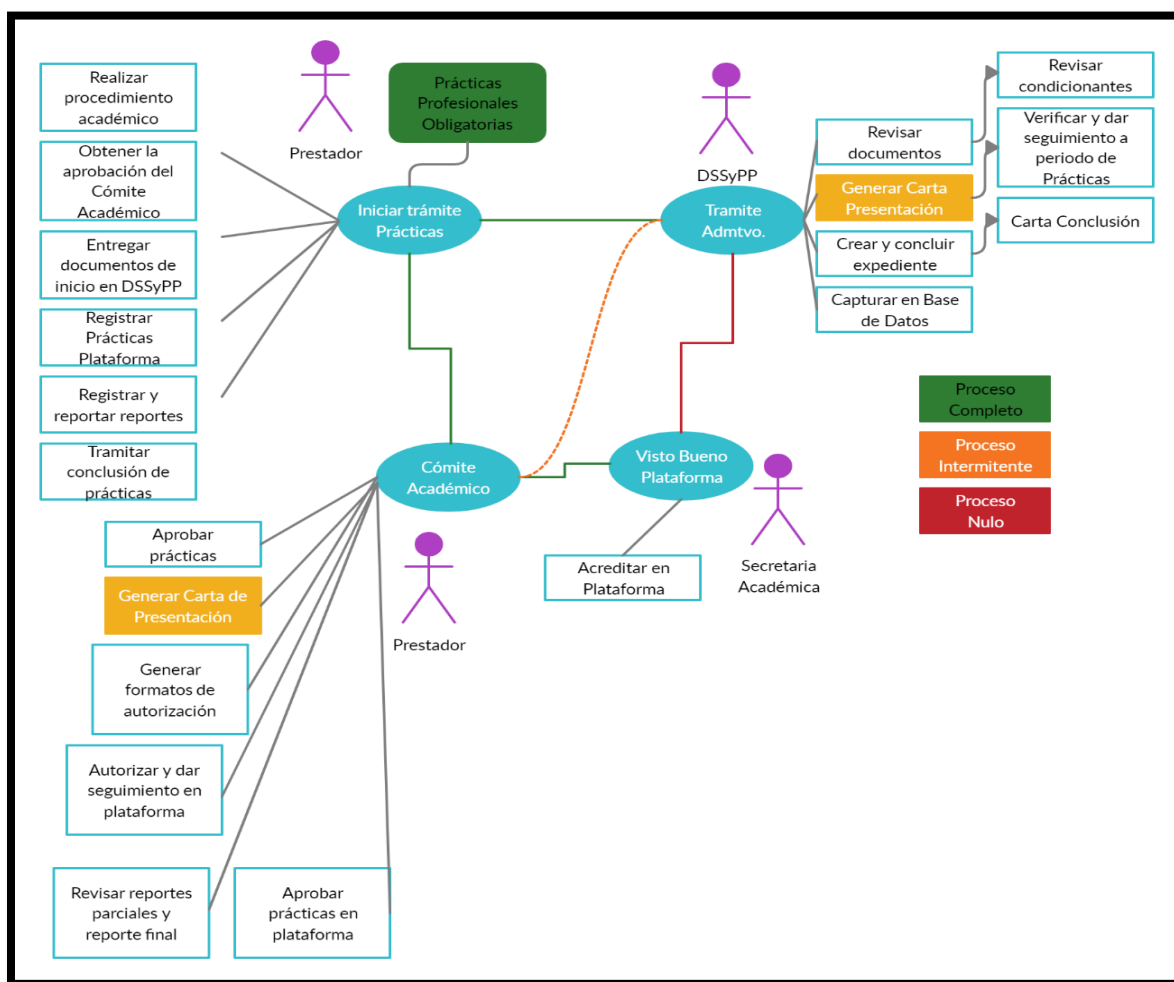 Realizar
procedimiento
académico
Obtener la
aprobación del
Cómite
Académico
Entregar
documentos de
inicio en DSSyPP
Registrar
Prácticas
Plataforma
Registrar y
reportar reportes
Tramitar
conclusión de
prácticas
Prestador
Prácticas
Profesionales
Obligatorias
Iniciar trámite
Prácticas
DSSyPP
Tramite
Admtvo.
Revisar
documentos
Generar Carta
Presentación
Crear y concluir
expediente
Capturar en Base
de Datos
Revisar
condicionantes
Verificar y dar
seguimiento a
periodo de
Prácticas
Carta Conclusión
Proceso
Completo
Proceso
Intermitente
Proceso
Nulo
Cómite
Académico
Visto Bueno
Plataforma
Acreditar en
Plataforma
Secretaria
Académica
Prestador
Aprobar
prácticas
Generar Carta de
Presentación
Generar
formatos de
autorización
Autorizar y dar
seguimiento en
plataforma
Revisar reportes
parciales y
reporte final
Aprobar
prácticas en
plataforma